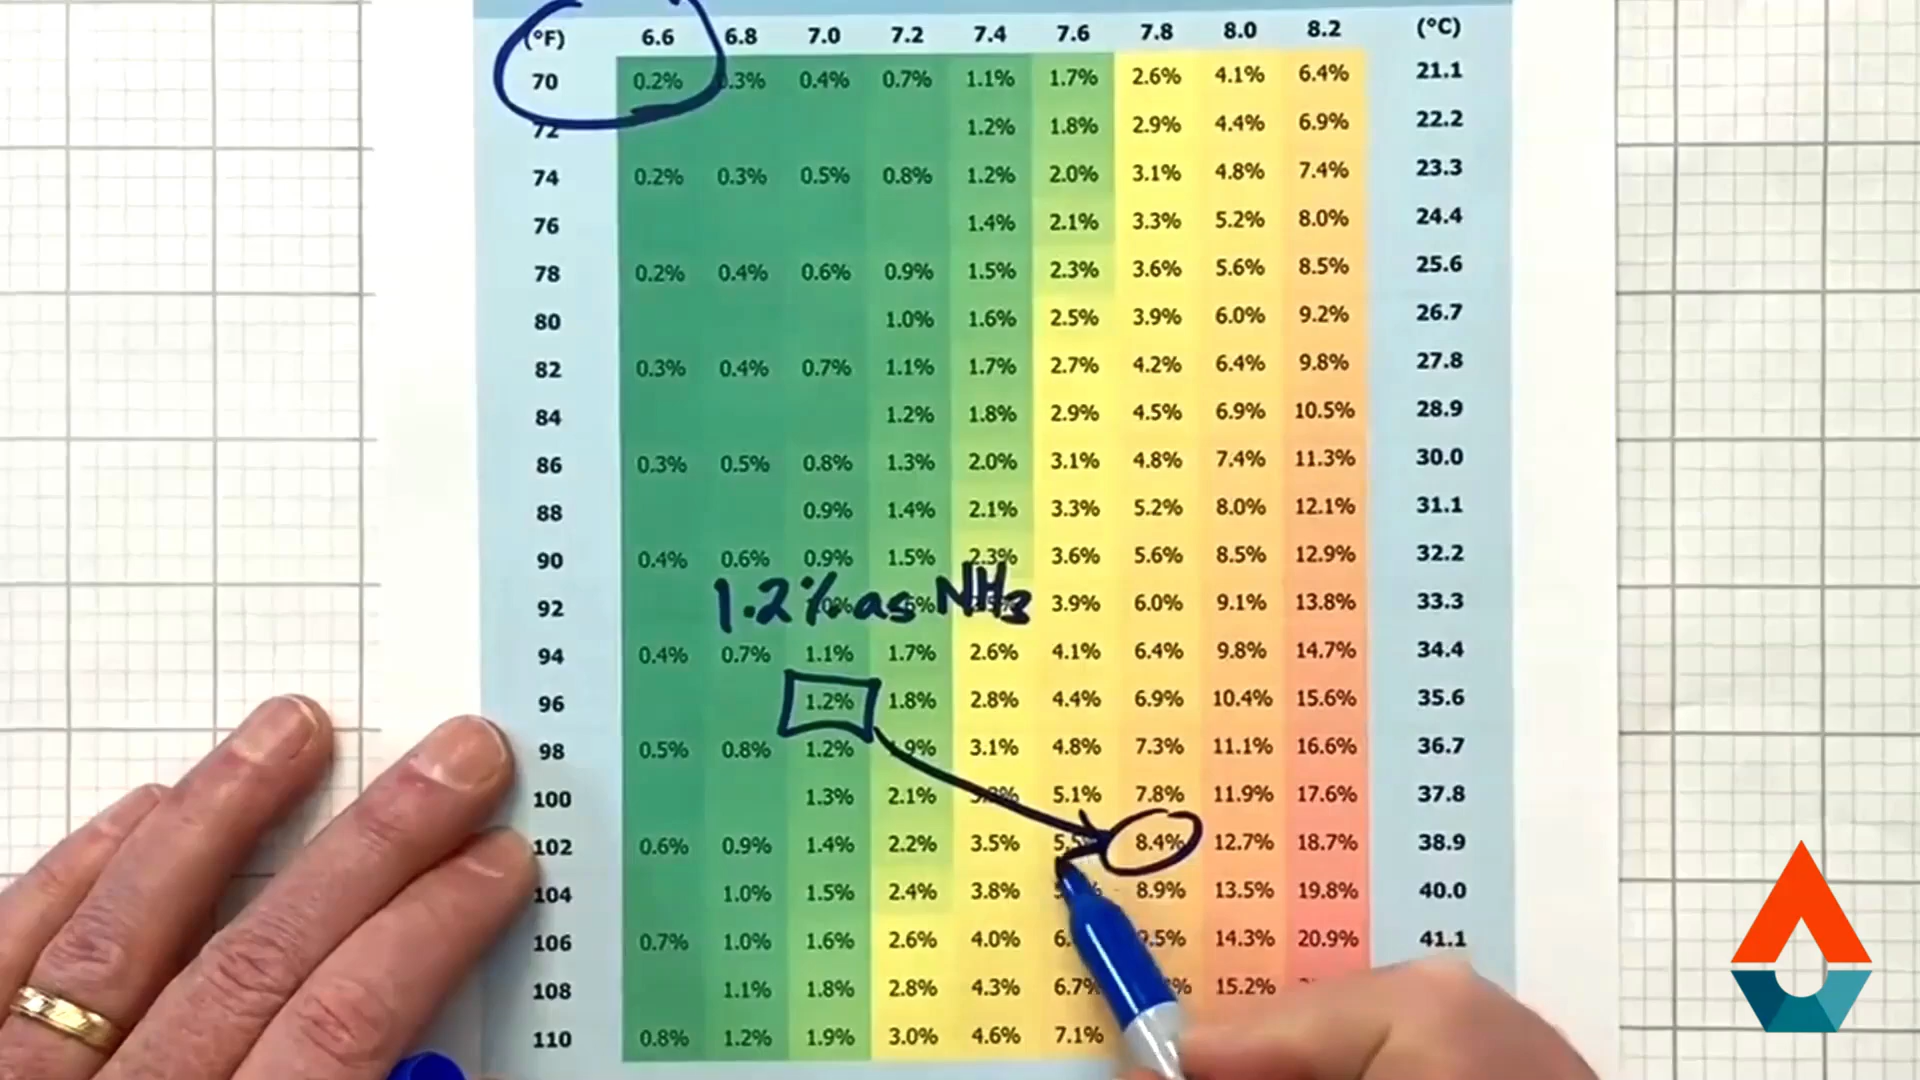 (°F) 6.6 6.8 7.0 7.2 7.4 7.6 7.8 8.0 8.2 (°C)
70 0.2% 0.3% 0.4% 0.7% 1.1% 1.7% 2.6% 4.1% 6.4% 21.1
72 1.2% 1.8% 2.9% 4.4% 6.9% 22.2
74 0.2% 0.3% 0.5% 0.8% 1.2% 2.0% 3.1% 4.8% 7.4% 23.3
76 1.4% 2.1% 3.3% 5.2% 8.0% 24.4
78 0.2% 0.4% 0.6% 0.9% 1.5% 2.3% 3.6% 5.6% 8.5% 25.6
80 1.0% 1.6% 2.5% 3.9% 6.0% 9.2% 26.7
82 0.3% 0.4% 0.7% 1.1% 1.7% 2.7% 4.2% 6.4% 9.8% 27.8
84 1.2% 1.8% 2.9% 4.5% 6.9% 10.5% 28.9
86 0.3% 0.5% 0.8% 1.3% 2.0% 3.1% 4.8% 7.4% 11.3% 30.0
88 0.9% 1.4% 2.1% 3.3% 5.2% 8.0% 12.1% 31.1
90 0.4% 0.6% 0.9% 1.5% 2.3% 3.6% 5.6% 8.5% 12.9% 32.2
1.2% as NH3
92 3.9% 6.0% 9.1% 13.8% 33.3
94 0.4% 0.7% 1.1% 1.7% 2.6% 4.1% 6.4% 9.8% 14.7% 34.4
96 1.2% 1.8% 2.8% 4.4% 6.9% 10.4% 15.6% 35.6
98 0.5% 0.8% 1.2% 1.9% 3.1% 4.8% 7.3% 11.1% 16.6% 36.7
100 1.3% 2.1% 5.1% 7.8% 11.9% 17.6% 37.8
102 0.6% 0.9% 1.4% 2.2% 3.5% 8.4% 12.7% 18.7% 38.9
104 1.0% 1.5% 2.4% 3.8% 8.9% 13.5% 19.8% 40.0
106 0.7% 1.0% 1.6% 2.6% 4.0% 14.3% 20.9% 41.1
108 1.1% 1.8% 2.8% 4.3% 6.7% 15.2%
110 0.8% 1.2% 1.9% 3.0% 4.6% 7.1%